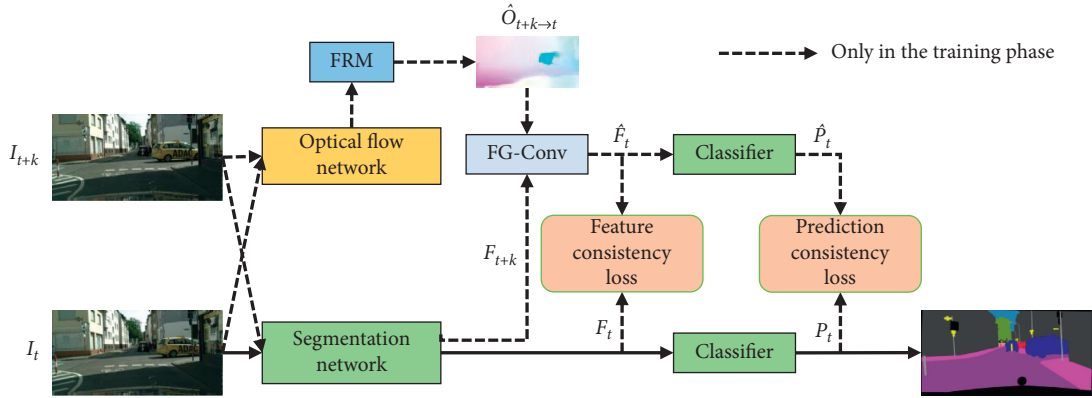 Ô_{t+k→t}
FRM
Only in the training phase
I_{t+k}
Optical flow
network
FG-Conv
F̂_t
Classifier
P̂_t
ADAC
Feature
consistency
loss
Prediction
consistency
loss
F_{t+k}
I_t
Segmentation
network
F_t
Classifier
P_t